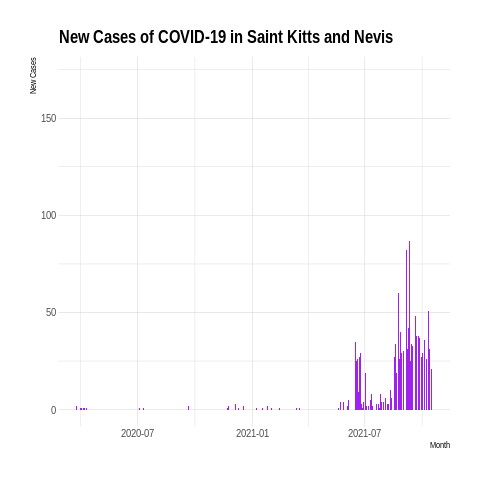 New Cases of COVID-19 in Saint Kitts and Nevis
New Cases
150
100
50
0
2020-07 2021-01 2021-07
Month